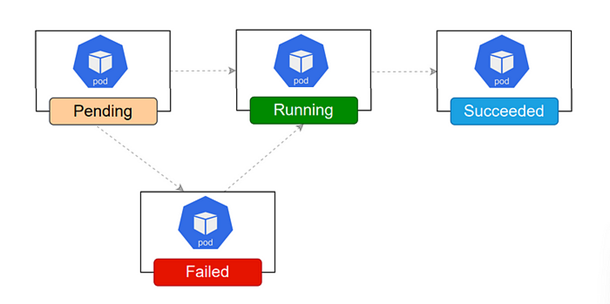 pod
Pending
pod
Running
pod
Succeeded
pod
Failed